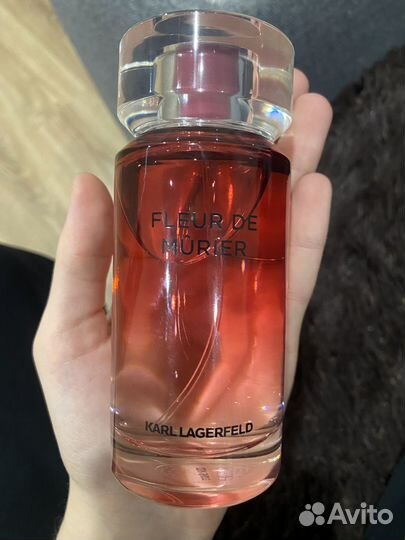 FLEUR DE
MÛRIER
KARL LAGERFELD
Avito